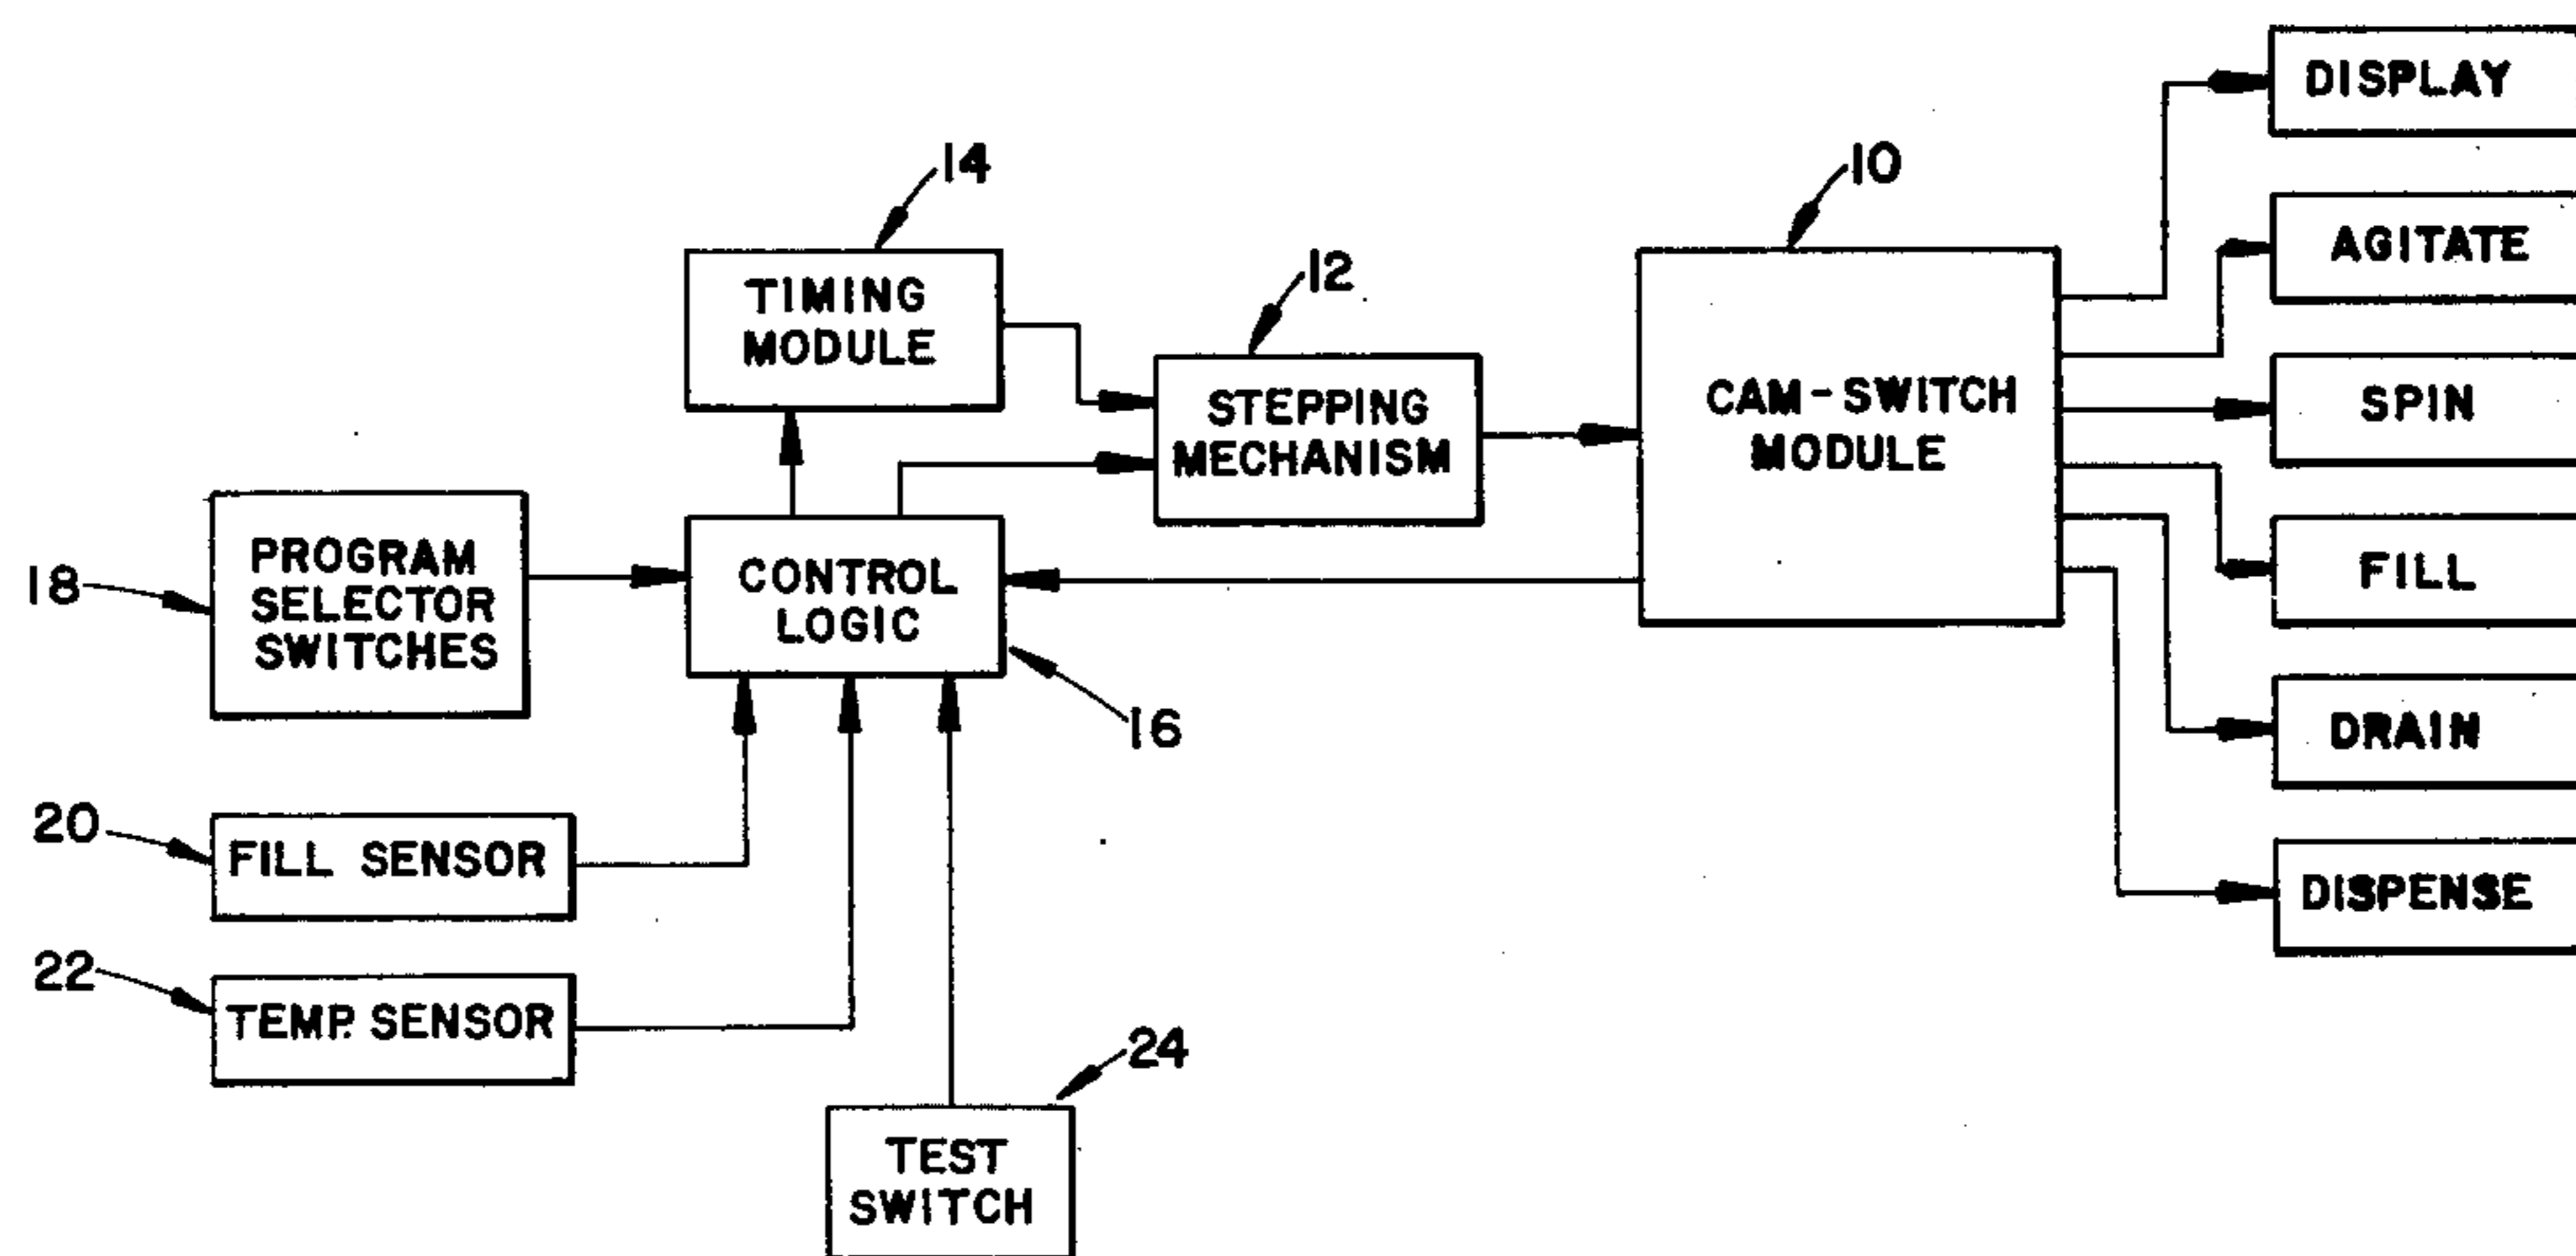 DISPLAY
14
10
AGITATE
12
TIMING
MODULE
STEPPING
MECHANISM
CAM-SWITCH
MODULE
SPIN
18
PROGRAM
SELECTOR
SWITCHES
CONTROL
LOGIC
FILL
16
DRAIN
20
FILL SENSOR
DISPENSE
22
TEMP. SENSOR
24
TEST
SWITCH